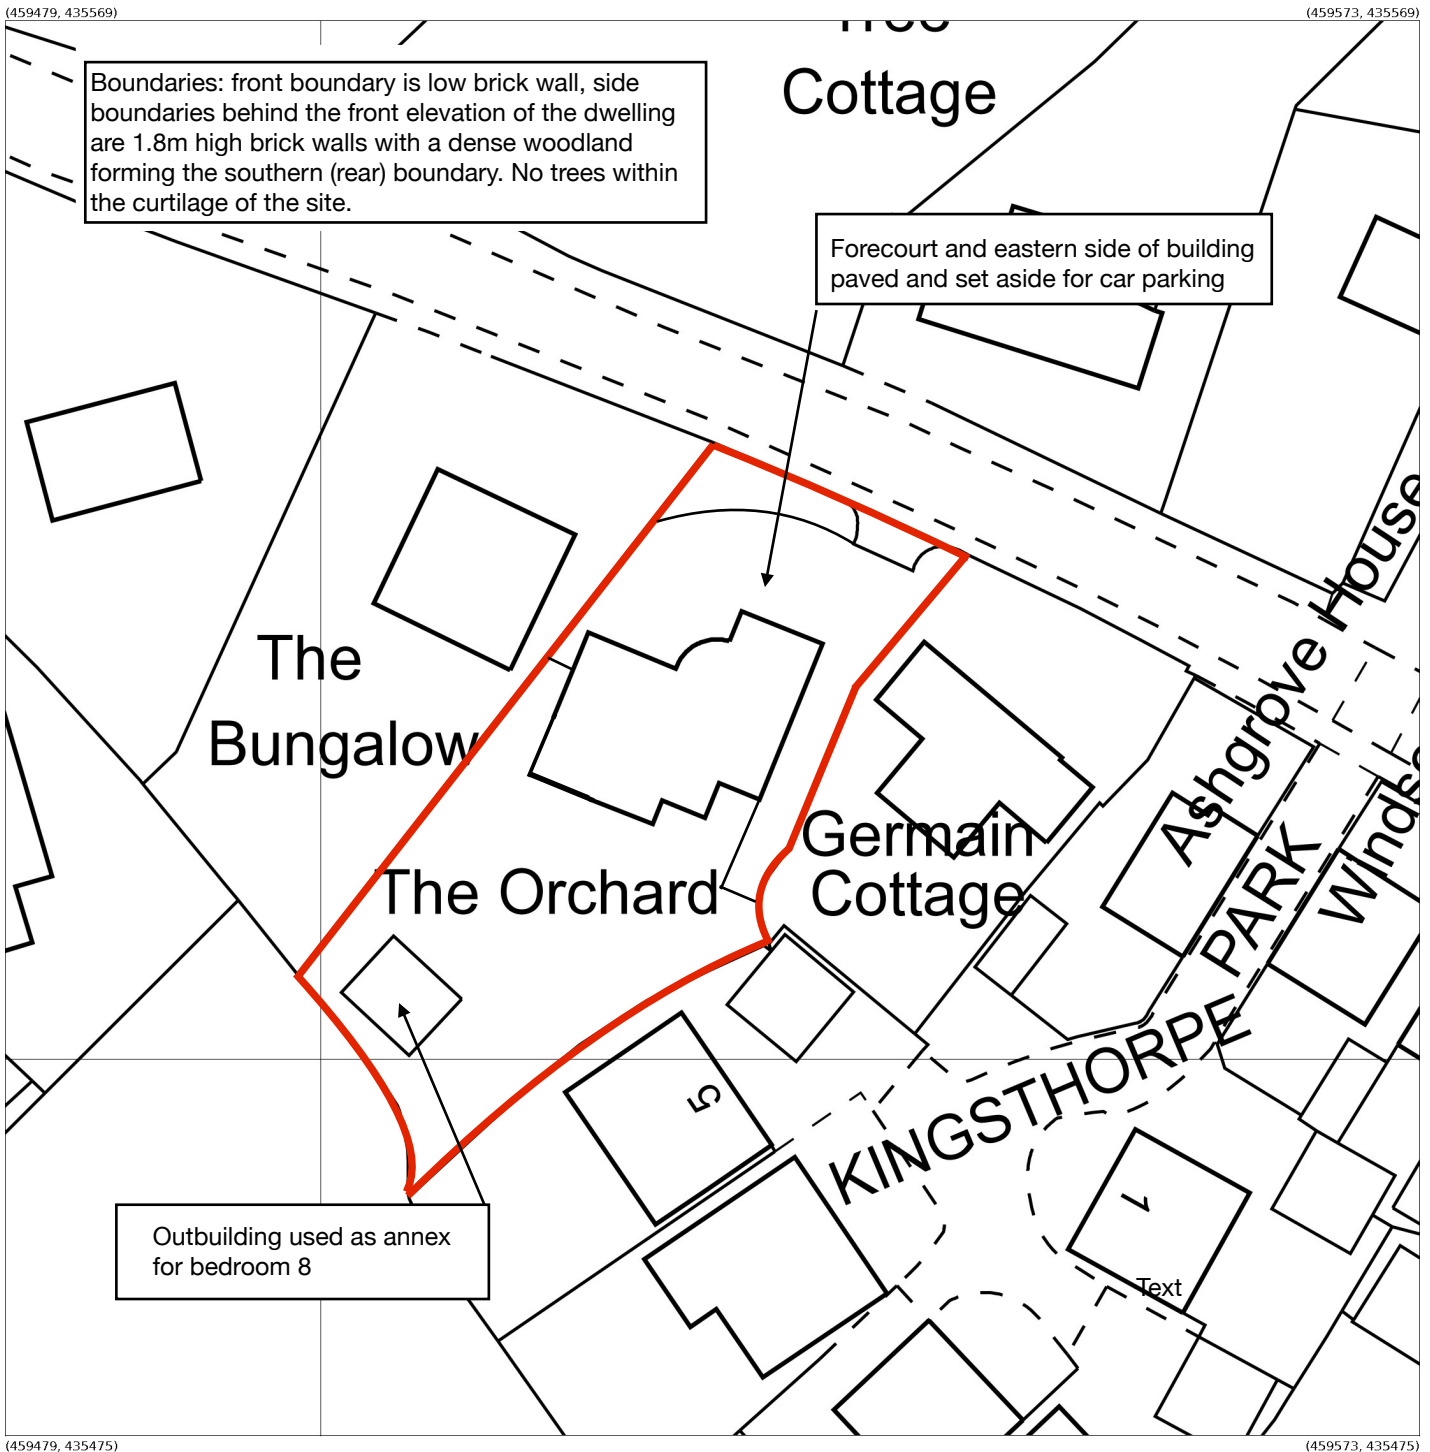 (459479, 435569)
(459573, 435569)
Cottage
Boundaries: front boundary is low brick wall, side
boundaries behind the front elevation of the dwelling
are 1.8m high brick walls with a dense woodland
forming the southern (rear) boundary. No trees within
the curtilage of the site.
Forecourt and eastern side of building
paved and set aside for car parking
The
Bungalow
Ashgrove House
Germain
Cottage
The Orchard
PARK
KINGSTHORPE
5
1
Outbuilding used as annex
for bedroom 8
Text
(459479, 435475)
(459573, 435475)